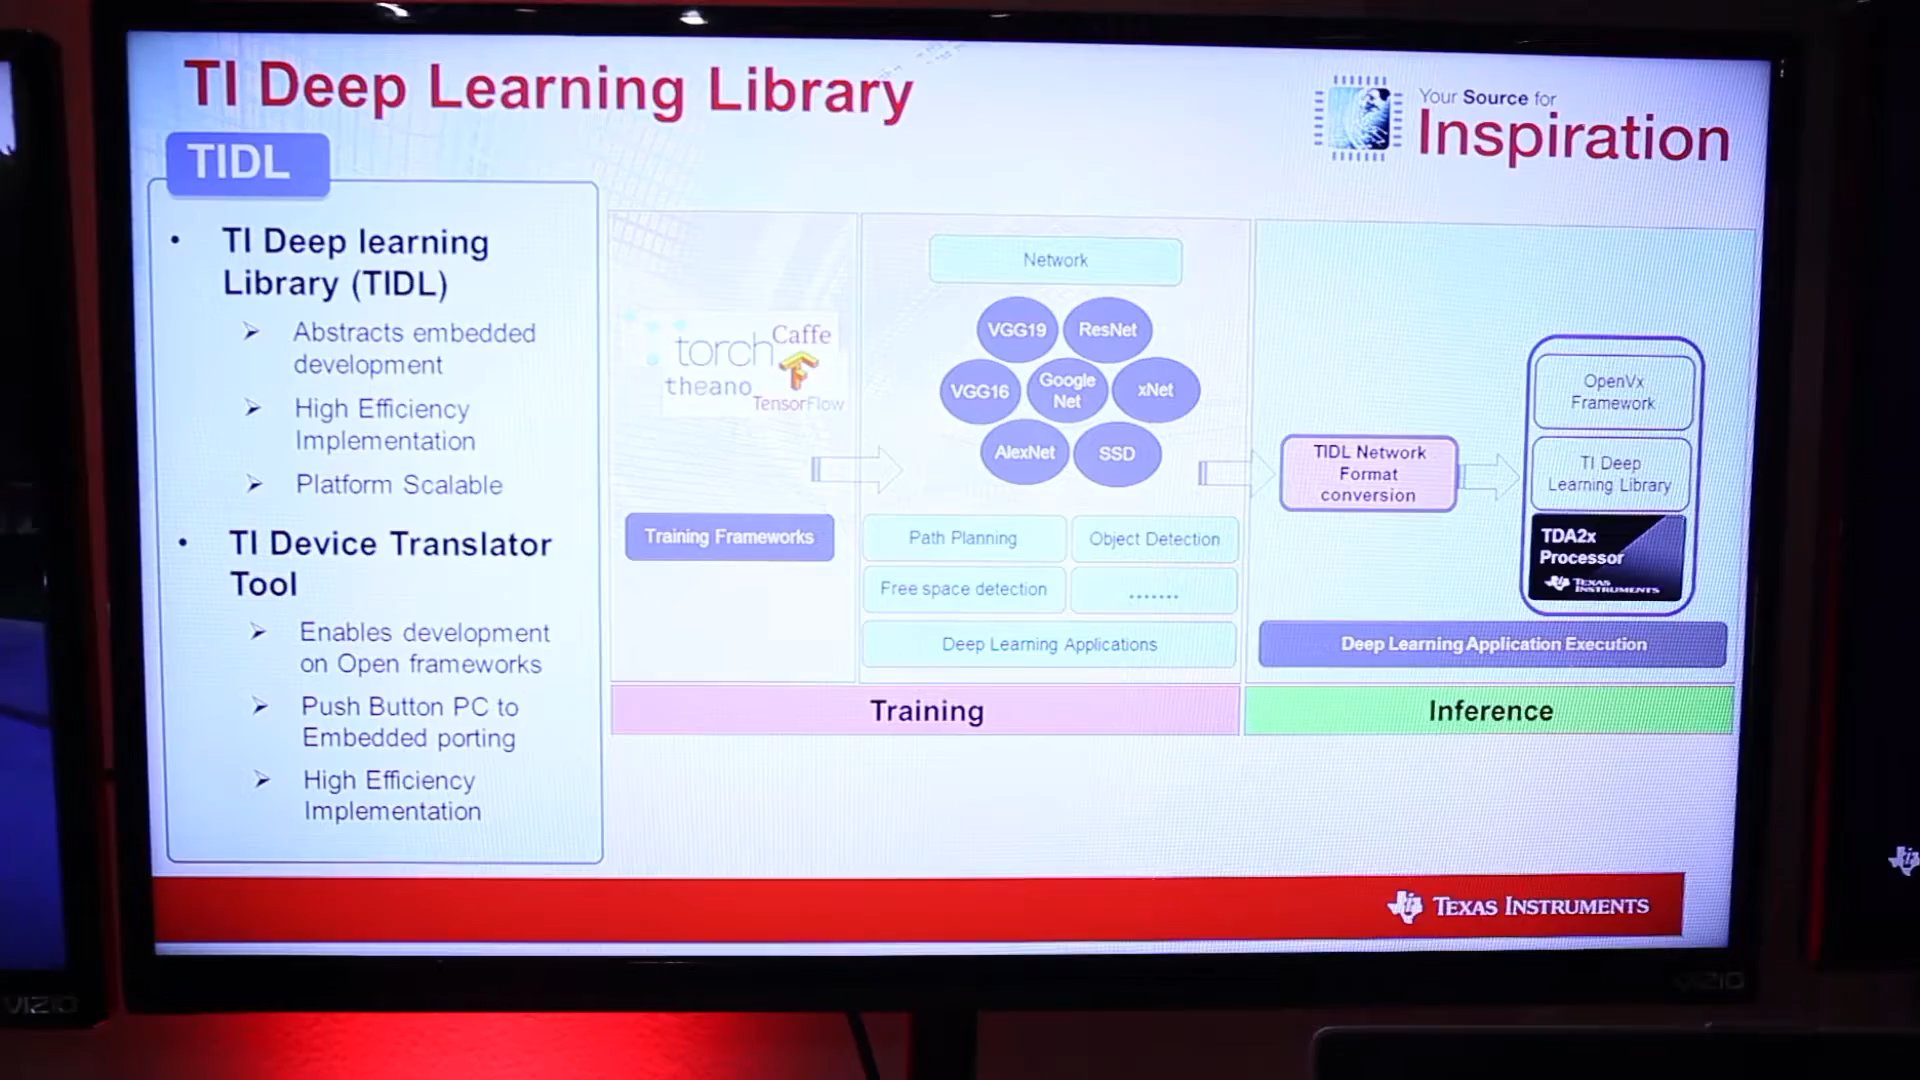 TI Deep Learning Library
Your Source for
Inspiration
TIDL
• TI Deep learning
Library (TIDL)
➢ Abstracts embedded
development
➢ High Efficiency
Implementation
➢ Platform Scalable
• TI Device Translator
Tool
➢ Enables development
on Open frameworks
➢ Push Button PC to
Embedded porting
➢ High Efficiency
Implementation
torch
Caffe
theano
TensorFlow
Training Frameworks
Network
VGG19
ResNet
VGG16
Google
Net
xNet
AlexNet
SSD
Path Planning
Object Detection
Free space detection
.......
Deep Learning Applications
Training
TIDL Network
Format
conversion
OpenVx
Framework
TI Deep
Learning Library
TDA2x
Processor
TEXAS
INSTRUMENTS
Deep Learning Application Execution
Inference
TEXAS INSTRUMENTS
VIZIO
VIZIO